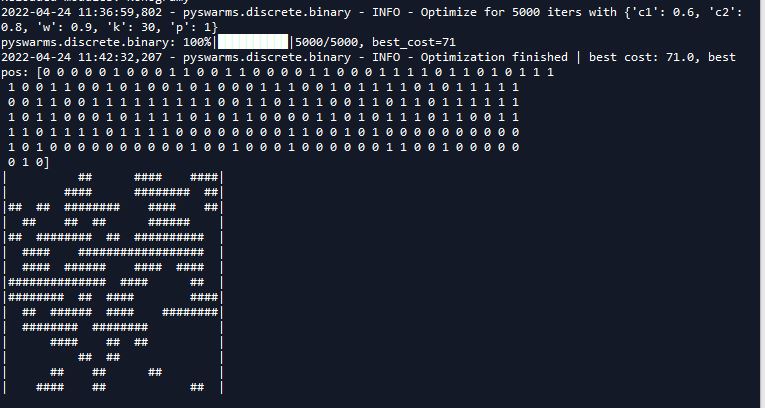 2022-04-24 11:36:59,802 - pyswarms.discrete.binary - INFO - Optimize for 5000 iters with {'c1': 0.6, 'c2':
0.8, 'w': 0.9, 'k': 30, 'p': 1}
pyswarms.discrete.binary: 100%|██████████|5000/5000, best_cost=71
2022-04-24 11:42:32,207 - pyswarms.discrete.binary - INFO - Optimization finished | best cost: 71.0, best
pos: [0 0 0 0 0 1 0 0 0 1 1 0 0 1 1 0 0 0 0 1 1 0 0 0 1 1 1 1 0 1 1 0 1 0 1 1 1
1 0 0 1 1 0 0 1 0 1 0 0 1 0 1 0 0 0 1 1 1 0 0 1 0 1 1 1 1 0 1 0 1 1 1 1 1
0 0 1 1 0 0 1 1 1 1 1 1 1 1 1 0 0 1 1 0 1 1 1 0 0 1 1 0 1 1 0 1 1 1 1 1 1
1 0 1 1 0 0 0 1 0 1 1 1 1 0 1 0 1 1 0 0 0 0 1 1 0 1 0 1 1 1 0 1 1 0 0 1 1
1 1 0 1 1 1 1 0 1 1 1 1 0 0 0 0 0 0 0 0 1 1 0 0 1 0 1 0 0 0 0 0 0 0 0 0 0
1 0 1 0 0 0 0 0 0 0 0 0 0 1 0 0 1 0 0 0 1 0 0 0 0 0 0 1 1 0 0 1 0 0 0 0 0
0 1 0]
|          ##      ####    ####|
|        ####      ########  ##|
|##  ##  ########    ####    ##|
|  ##    ##  ##      ######    |
|##  ########  ##  ##########  |
|  ####    ##################  |
|  ####  ######    ####  ####  |
|##############  ####      ##  |
|########  ##  ####        ####|
|  ##  ######  ####    ########|
|  ########  ########          |
|      ####    ##  ##          |
|          ##  ##              |
|      ##    ##      ##        |
|    ####    ##            ##  |